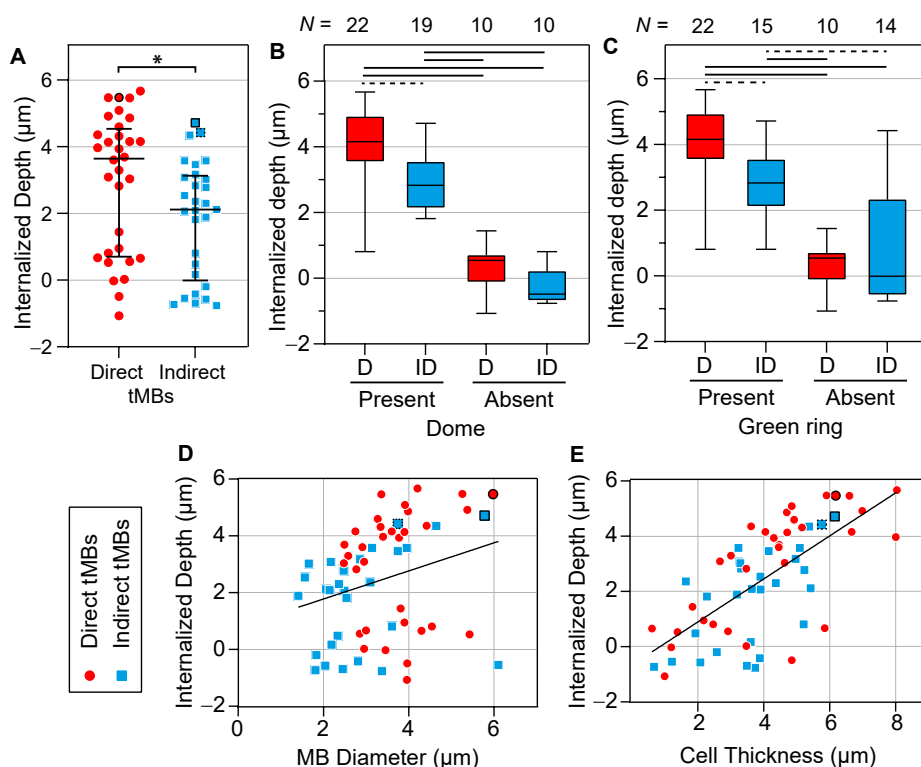 N = 22 19 10 10
N = 22 15 10 14
A
*
Internalized Depth (µm)
6
4
2
0
−2
Direct Indirect
tMBs
B
Internalized depth (µm)
6
4
2
0
−2
D ID D ID
Present Absent
Dome
C
Internalized depth (µm)
6
4
2
0
−2
D ID D ID
Present Absent
Green ring
Direct tMBs
Indirect tMBs
D
Internalized Depth (µm)
6
4
2
0
−2
0 2 4 6
MB Diameter (µm)
E
Internalized Depth (µm)
6
4
2
0
−2
2 4 6 8
Cell Thickness (µm)